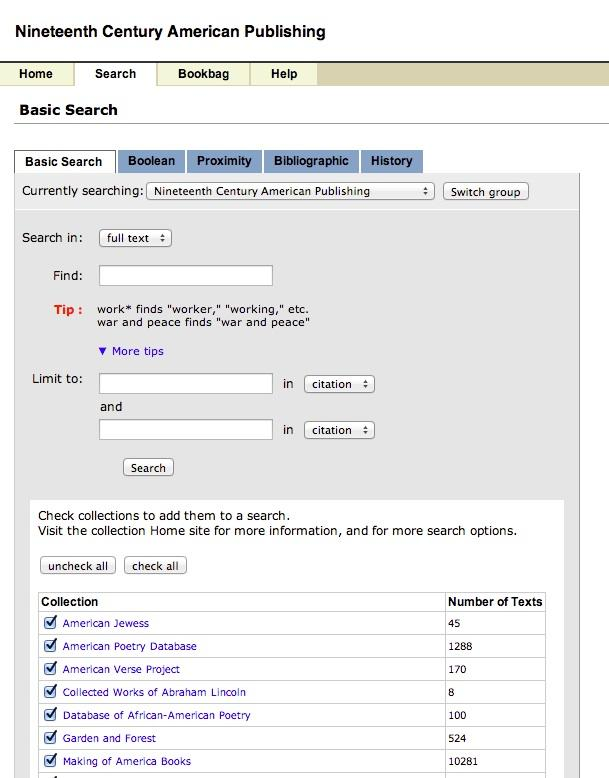 Nineteenth Century American Publishing
Home Search Bookbag Help
Basic Search
Basic Search Boolean Proximity Bibliographic History
Currently searching: Nineteenth Century American Publishing Switch group
Search in: full text
Find:
Tip : work* finds "worker," "working," etc.
war and peace finds "war and peace"
▼ More tips
Limit to: in citation
and
in citation
Search
Check collections to add them to a search.
Visit the collection Home site for more information, and for more search options.
uncheck all check all
Collection Number of Texts
American Jewess 45
American Poetry Database 1288
American Verse Project 170
Collected Works of Abraham Lincoln 8
Database of African-American Poetry 100
Garden and Forest 524
Making of America Books 10281